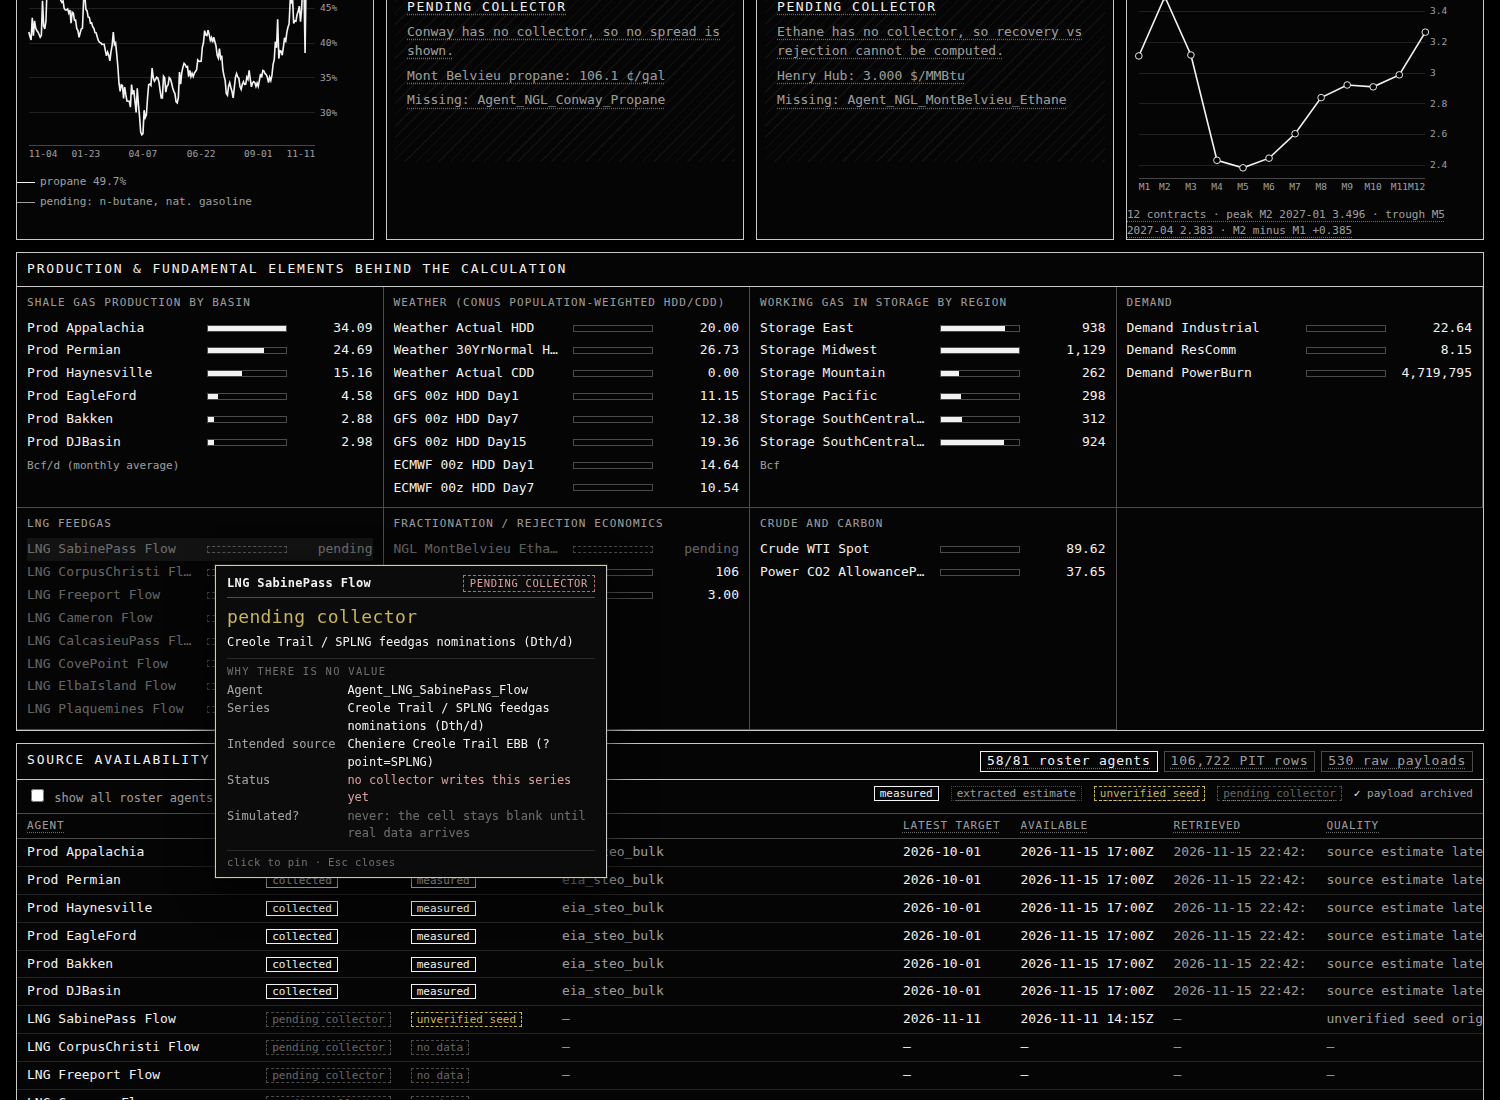 45%
40%
35%
30%
11-04 01-23 04-07 06-22 09-01 11-11
propane 49.7%
pending: n-butane, nat. gasoline
PENDING COLLECTOR
Conway has no collector, so no spread is
shown.
Mont Belvieu propane: 106.1 ¢/gal
Missing: Agent_NGL_Conway_Propane
PENDING COLLECTOR
Ethane has no collector, so recovery vs
rejection cannot be computed.
Henry Hub: 3.000 $/MMBtu
Missing: Agent_NGL_MontBelvieu_Ethane
3.4
3.2
3
2.8
2.6
2.4
M1 M2 M3 M4 M5 M6 M7 M8 M9 M10 M11 M12
12 contracts · peak M2 2027-01 3.496 · trough M5
2027-04 2.383 · M2 minus M1 +0.385
PRODUCTION & FUNDAMENTAL ELEMENTS BEHIND THE CALCULATION
SHALE GAS PRODUCTION BY BASIN
Prod Appalachia 34.09
Prod Permian 24.69
Prod Haynesville 15.16
Prod EagleFord 4.58
Prod Bakken 2.88
Prod DJBasin 2.98
Bcf/d (monthly average)
WEATHER (CONUS POPULATION-WEIGHTED HDD/CDD)
Weather Actual HDD 20.00
Weather 30YrNormal H… 26.73
Weather Actual CDD 0.00
GFS 00z HDD Day1 11.15
GFS 00z HDD Day7 12.38
GFS 00z HDD Day15 19.36
ECMWF 00z HDD Day1 14.64
ECMWF 00z HDD Day7 10.54
WORKING GAS IN STORAGE BY REGION
Storage East 938
Storage Midwest 1,129
Storage Mountain 262
Storage Pacific 298
Storage SouthCentral… 312
Storage SouthCentral… 924
Bcf
DEMAND
Demand Industrial 22.64
Demand ResComm 8.15
Demand PowerBurn 4,719,795
LNG FEEDGAS
LNG SabinePass Flow pending
LNG CorpusChristi Fl…
LNG Freeport Flow
LNG Cameron Flow
LNG CalcasieuPass Fl…
LNG CovePoint Flow
LNG ElbaIsland Flow
LNG Plaquemines Flow
FRACTIONATION / REJECTION ECONOMICS
NGL MontBelvieu Etha… pending
106
3.00
CRUDE AND CARBON
Crude WTI Spot 89.62
Power CO2 AllowanceP… 37.65
LNG SabinePass Flow PENDING COLLECTOR
pending collector
Creole Trail / SPLNG feedgas nominations (Dth/d)
WHY THERE IS NO VALUE
Agent Agent_LNG_SabinePass_Flow
Series Creole Trail / SPLNG feedgas
nominations (Dth/d)
Intended source Cheniere Creole Trail EBB (?
point=SPLNG)
Status no collector writes this series
yet
Simulated? never: the cell stays blank until
real data arrives
click to pin · Esc closes
SOURCE AVAILABILITY 58/81 roster agents 106,722 PIT rows 530 raw payloads
show all roster agents measured extracted estimate unverified seed pending collector ✓ payload archived
AGENT LATEST TARGET AVAILABLE RETRIEVED QUALITY
Prod Appalachia eo_bulk 2026-10-01 2026-11-15 17:00Z 2026-11-15 22:42: source estimate late
Prod Permian collected measured eia_steo_bulk 2026-10-01 2026-11-15 17:00Z 2026-11-15 22:42: source estimate late
Prod Haynesville collected measured eia_steo_bulk 2026-10-01 2026-11-15 17:00Z 2026-11-15 22:42: source estimate late
Prod EagleFord collected measured eia_steo_bulk 2026-10-01 2026-11-15 17:00Z 2026-11-15 22:42: source estimate late
Prod Bakken collected measured eia_steo_bulk 2026-10-01 2026-11-15 17:00Z 2026-11-15 22:42: source estimate late
Prod DJBasin collected measured eia_steo_bulk 2026-10-01 2026-11-15 17:00Z 2026-11-15 22:42: source estimate late
LNG SabinePass Flow pending collector unverified seed — 2026-11-11 2026-11-11 14:15Z — unverified seed orig
LNG CorpusChristi Flow pending collector no data — — — — —
LNG Freeport Flow pending collector no data — — — — —